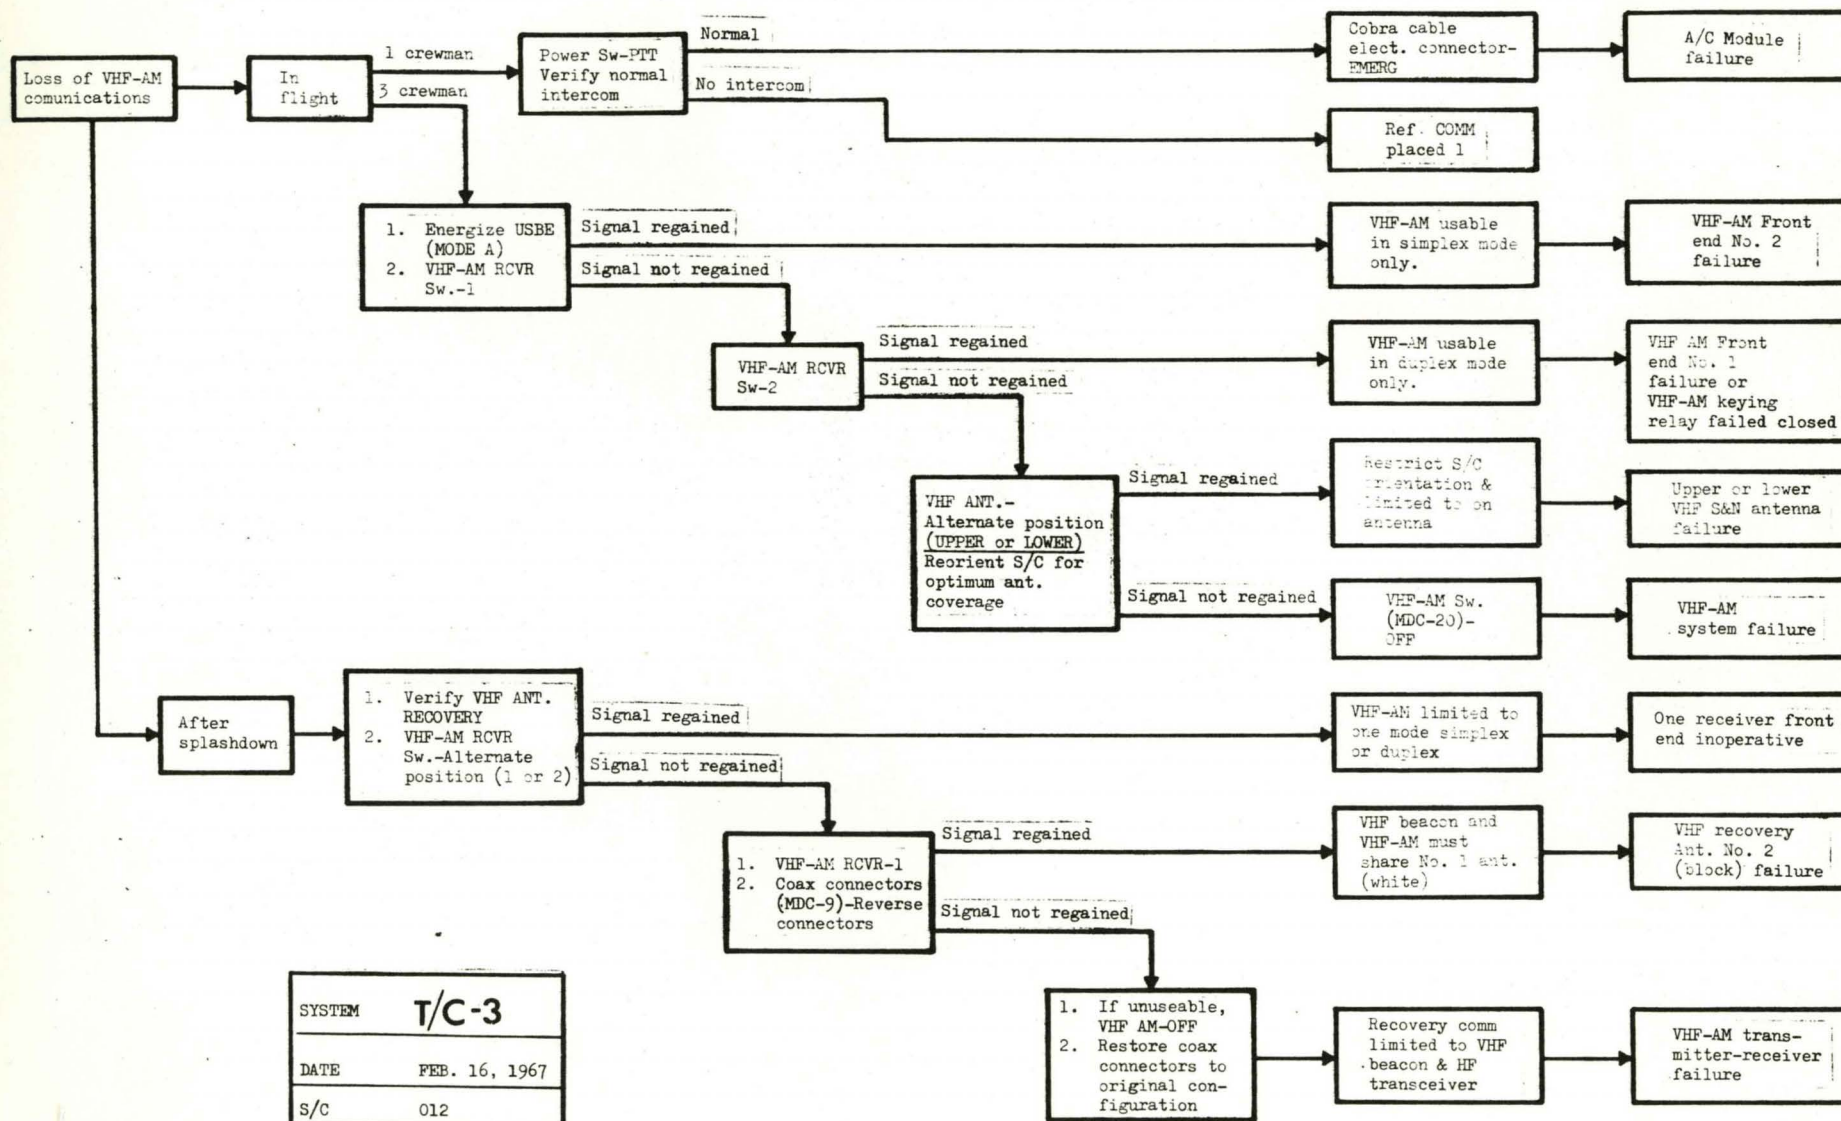 Loss of VHF-AM
comunications
In
flight
1 crewman
3 crewman
Power Sw-PTT
Verify normal
intercom
Normal
No intercom
Cobra cable
elect. connector-
EMERG
A/C Module
failure
Ref. COMM
placed 1
1. Energize USBE
(MODE A)
2. VHF-AM RCVR
Sw.-1
Signal regained
Signal not regained
VHF-AM usable
in simplex mode
only.
VHF-AM Front
end No. 2
failure
VHF-AM RCVR
Sw-2
Signal regained
Signal not regained
VHF-AM usable
in duplex mode
only.
VHF AM Front
end No. 1
failure or
VHF-AM keying
relay failed closed
VHF ANT.-
Alternate position
(UPPER or LOWER)
Reorient S/C for
optimum ant.
coverage
Signal regained
Signal not regained
Restrict S/C
orientation &
limited to on
antenna
Upper or lower
VHF S&N antenna
failure
VHF-AM Sw.
(MDC-20)-
OFF
VHF-AM
system failure
After
splashdown
1. Verify VHF ANT.
RECOVERY
2. VHF-AM RCVR
Sw.-Alternate
position (1 or 2)
Signal regained
Signal not regained
VHF-AM limited to
one mode simplex
or duplex
One receiver front
end inoperative
1. VHF-AM RCVR-1
2. Coax connectors
(MDC-9)-Reverse
connectors
Signal regained
Signal not regained
VHF beacon and
VHF-AM must
share No. 1 ant.
(white)
VHF recovery
Ant. No. 2
(block) failure
1. If unuseable,
VHF AM-OFF
2. Restore coax
connectors to
original con-
figuration
Recovery comm
limited to VHF
beacon & HF
transceiver
VHF-AM trans-
mitter-receiver
failure
SYSTEM T/C-3
DATE FEB. 16, 1967
S/C 012